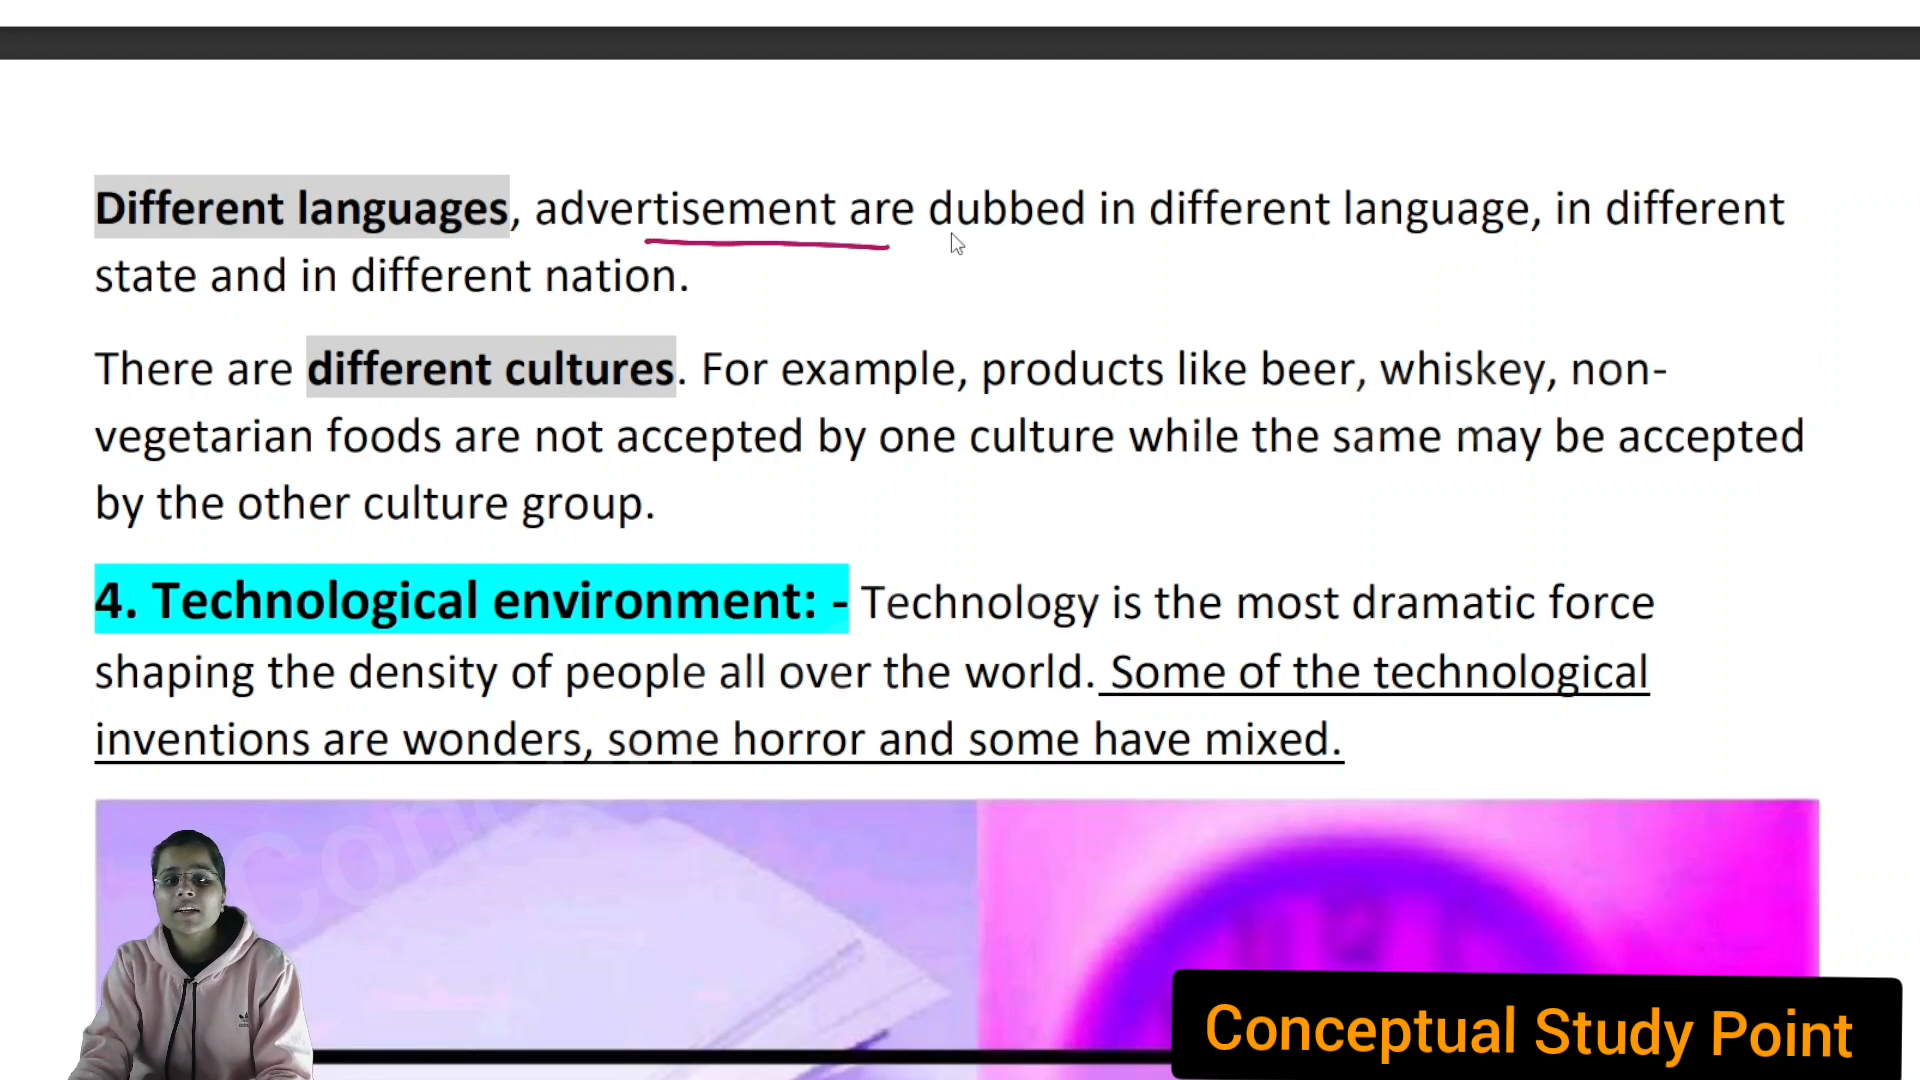 Different languages, advertisement are dubbed in different language, in different
state and in different nation.
There are different cultures. For example, products like beer, whiskey, non-
vegetarian foods are not accepted by one culture while the same may be accepted
by the other culture group.
4. Technological environment: - Technology is the most dramatic force
shaping the density of people all over the world. Some of the technological
inventions are wonders, some horror and some have mixed.
Conceptual Study Point